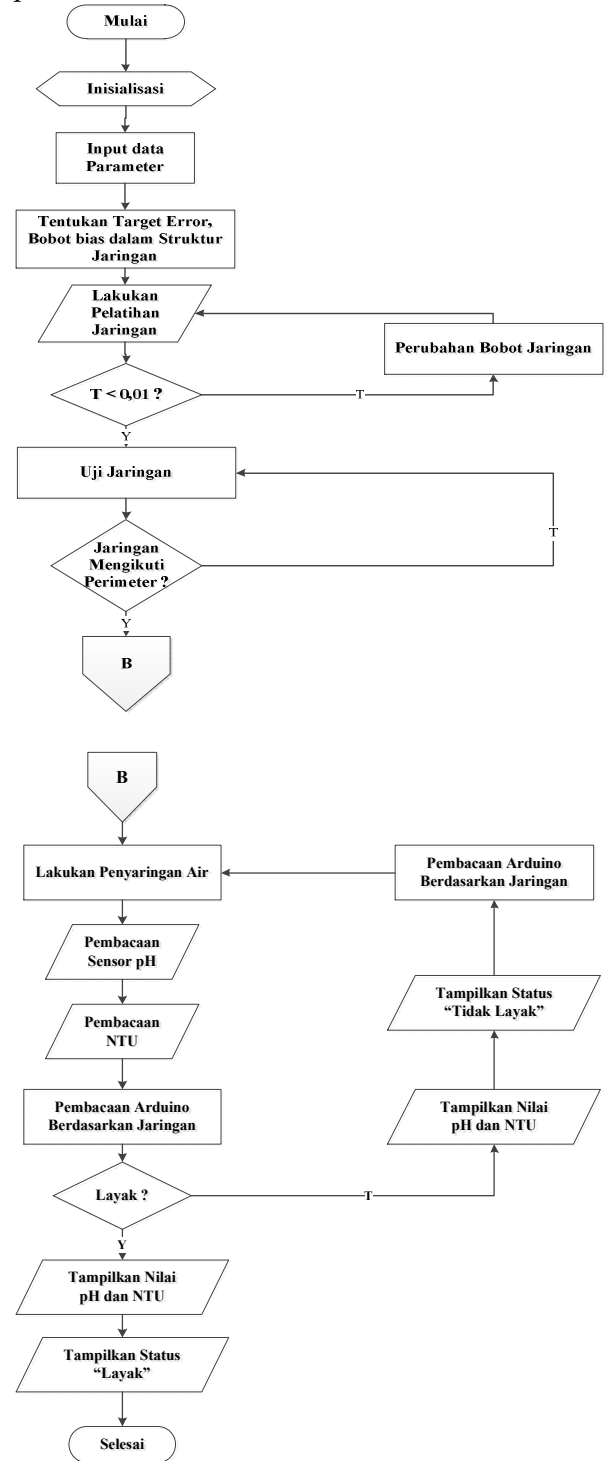 Mulai
Inisialisasi
Input data
Parameter
Tentukan Target Error,
Bobot bias dalam Struktur
Jaringan
Lakukan
Pelatihan
Jaringan
Perubahan Bobot Jaringan
T < 0,01 ?
T
Y
Uji Jaringan
T
Jaringan
Mengikuti
Perimeter ?
Y
B
B
Lakukan Penyaringan Air
Pembacaan Arduino
Berdasarkan Jaringan
Pembacaan
Sensor pH
Tampilkan Status
“Tidak Layak”
Pembacaan
NTU
Pembacaan Arduino
Berdasarkan Jaringan
Tampilkan Nilai
pH dan NTU
Layak ?
T
Y
Tampilkan Nilai
pH dan NTU
Tampilkan Status
“Layak”
Selesai